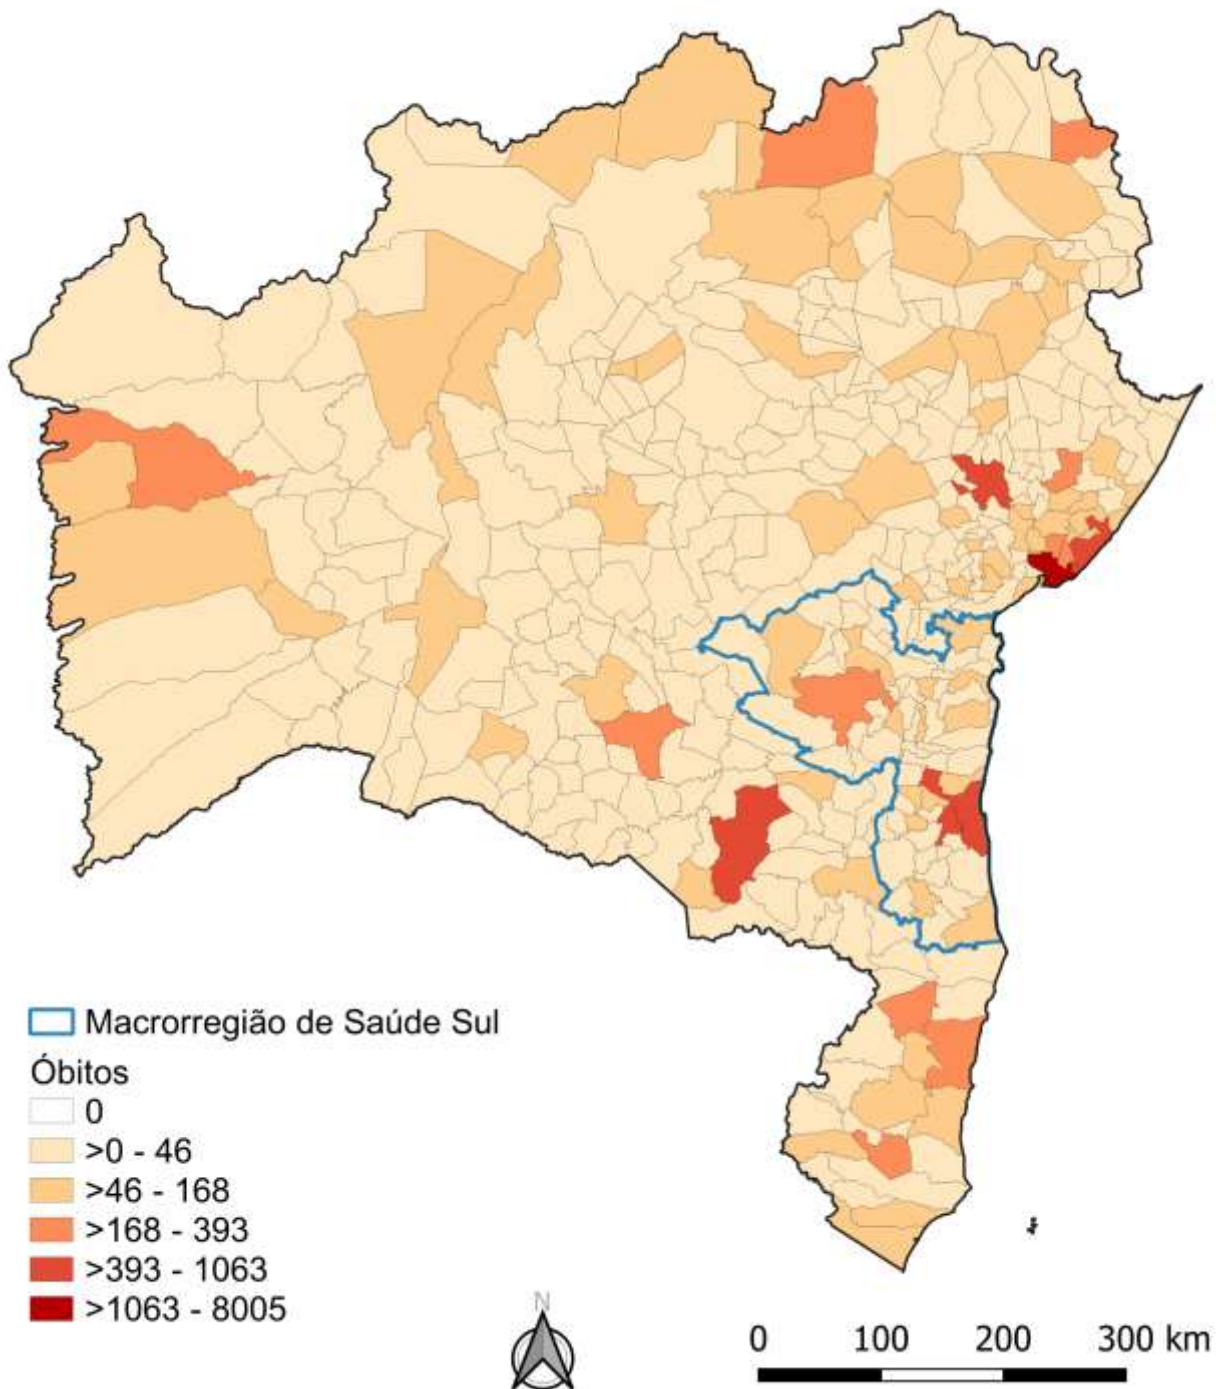 Macrorregião de Saúde Sul
Óbitos
0
>0 - 46
>46 - 168
>168 - 393
>393 - 1063
>1063 - 8005
N
0 100 200 300 km